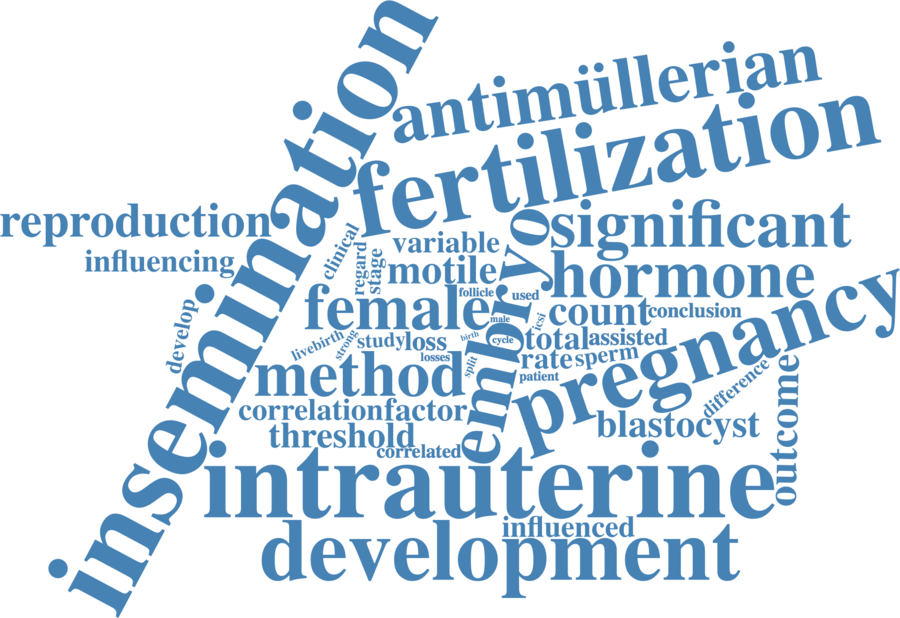 insemination
antimüllerian
fertilization
reproduction
significant
influencing
clinical
variable
regard
stage
motile
embryo
hormone
follicle
used
develop
female
male
icsi
count
conclusion
livebirth
strong
study
loss
losses
birth
cycle
total
assisted
split
rate
sperm
patient
method
pregnancy
difference
outcome
correlation
factor
blastocyst
threshold
correlated
intrauterine
influenced
development